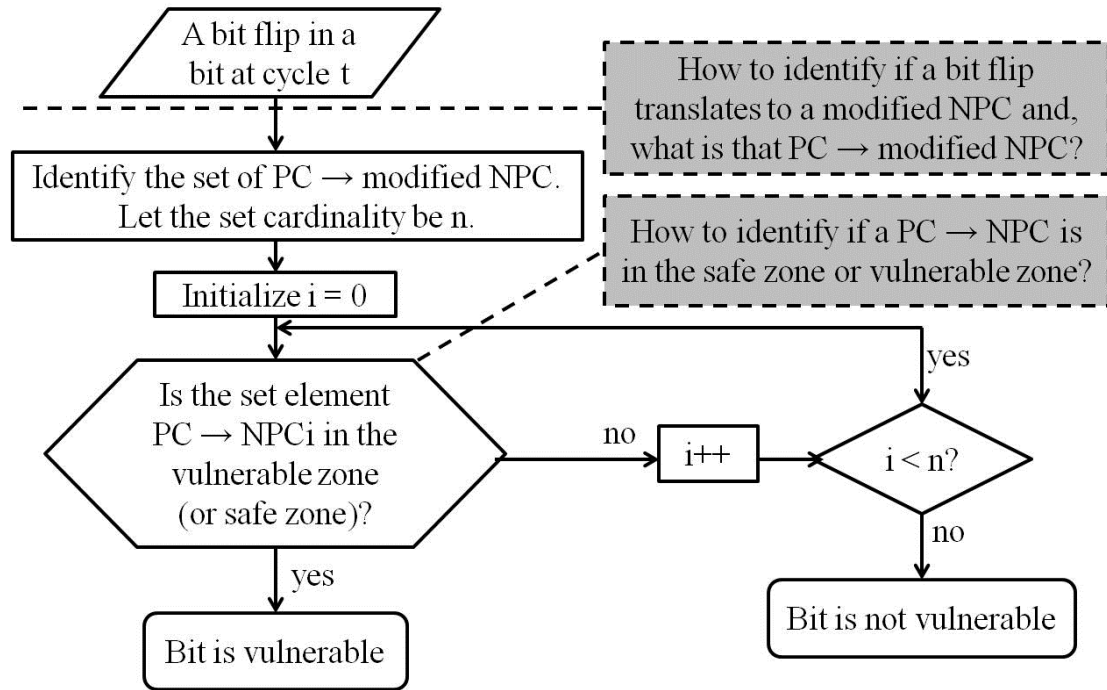 A bit flip in a
bit at cycle t
How to identify if a bit flip
translates to a modified NPC and,
what is that PC → modified NPC?
Identify the set of PC → modified NPC.
Let the set cardinality be n.
How to identify if a PC → NPC is
in the safe zone or vulnerable zone?
Initialize i = 0
yes
Is the set element
PC → NPCi in the
vulnerable zone
(or safe zone)?
no
i++
i < n?
yes
no
Bit is vulnerable
Bit is not vulnerable